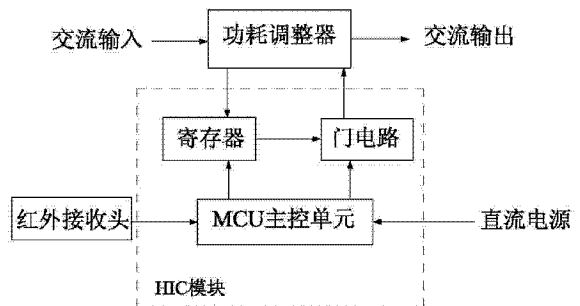 交流输入
功耗调整器
交流输出
寄存器
门电路
红外接收头
MCU主控单元
直流电源
HIC模块